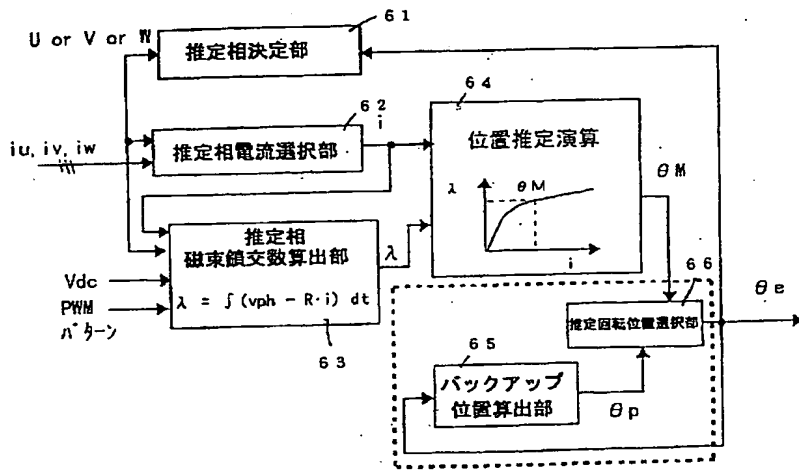 61
U or V or W
推定相決定部
64
62
i
iu, iv, iw
推定相電流選択部
位置推定演算
θM
λ
θM
i
推定相
磁束鎖交数算出部
λ
Vdc
PWM
パターン
λ = ∫(vph - R·i) dt
63
66
θe
推定回転位置選択部
65
バックアップ
位置算出部
θp